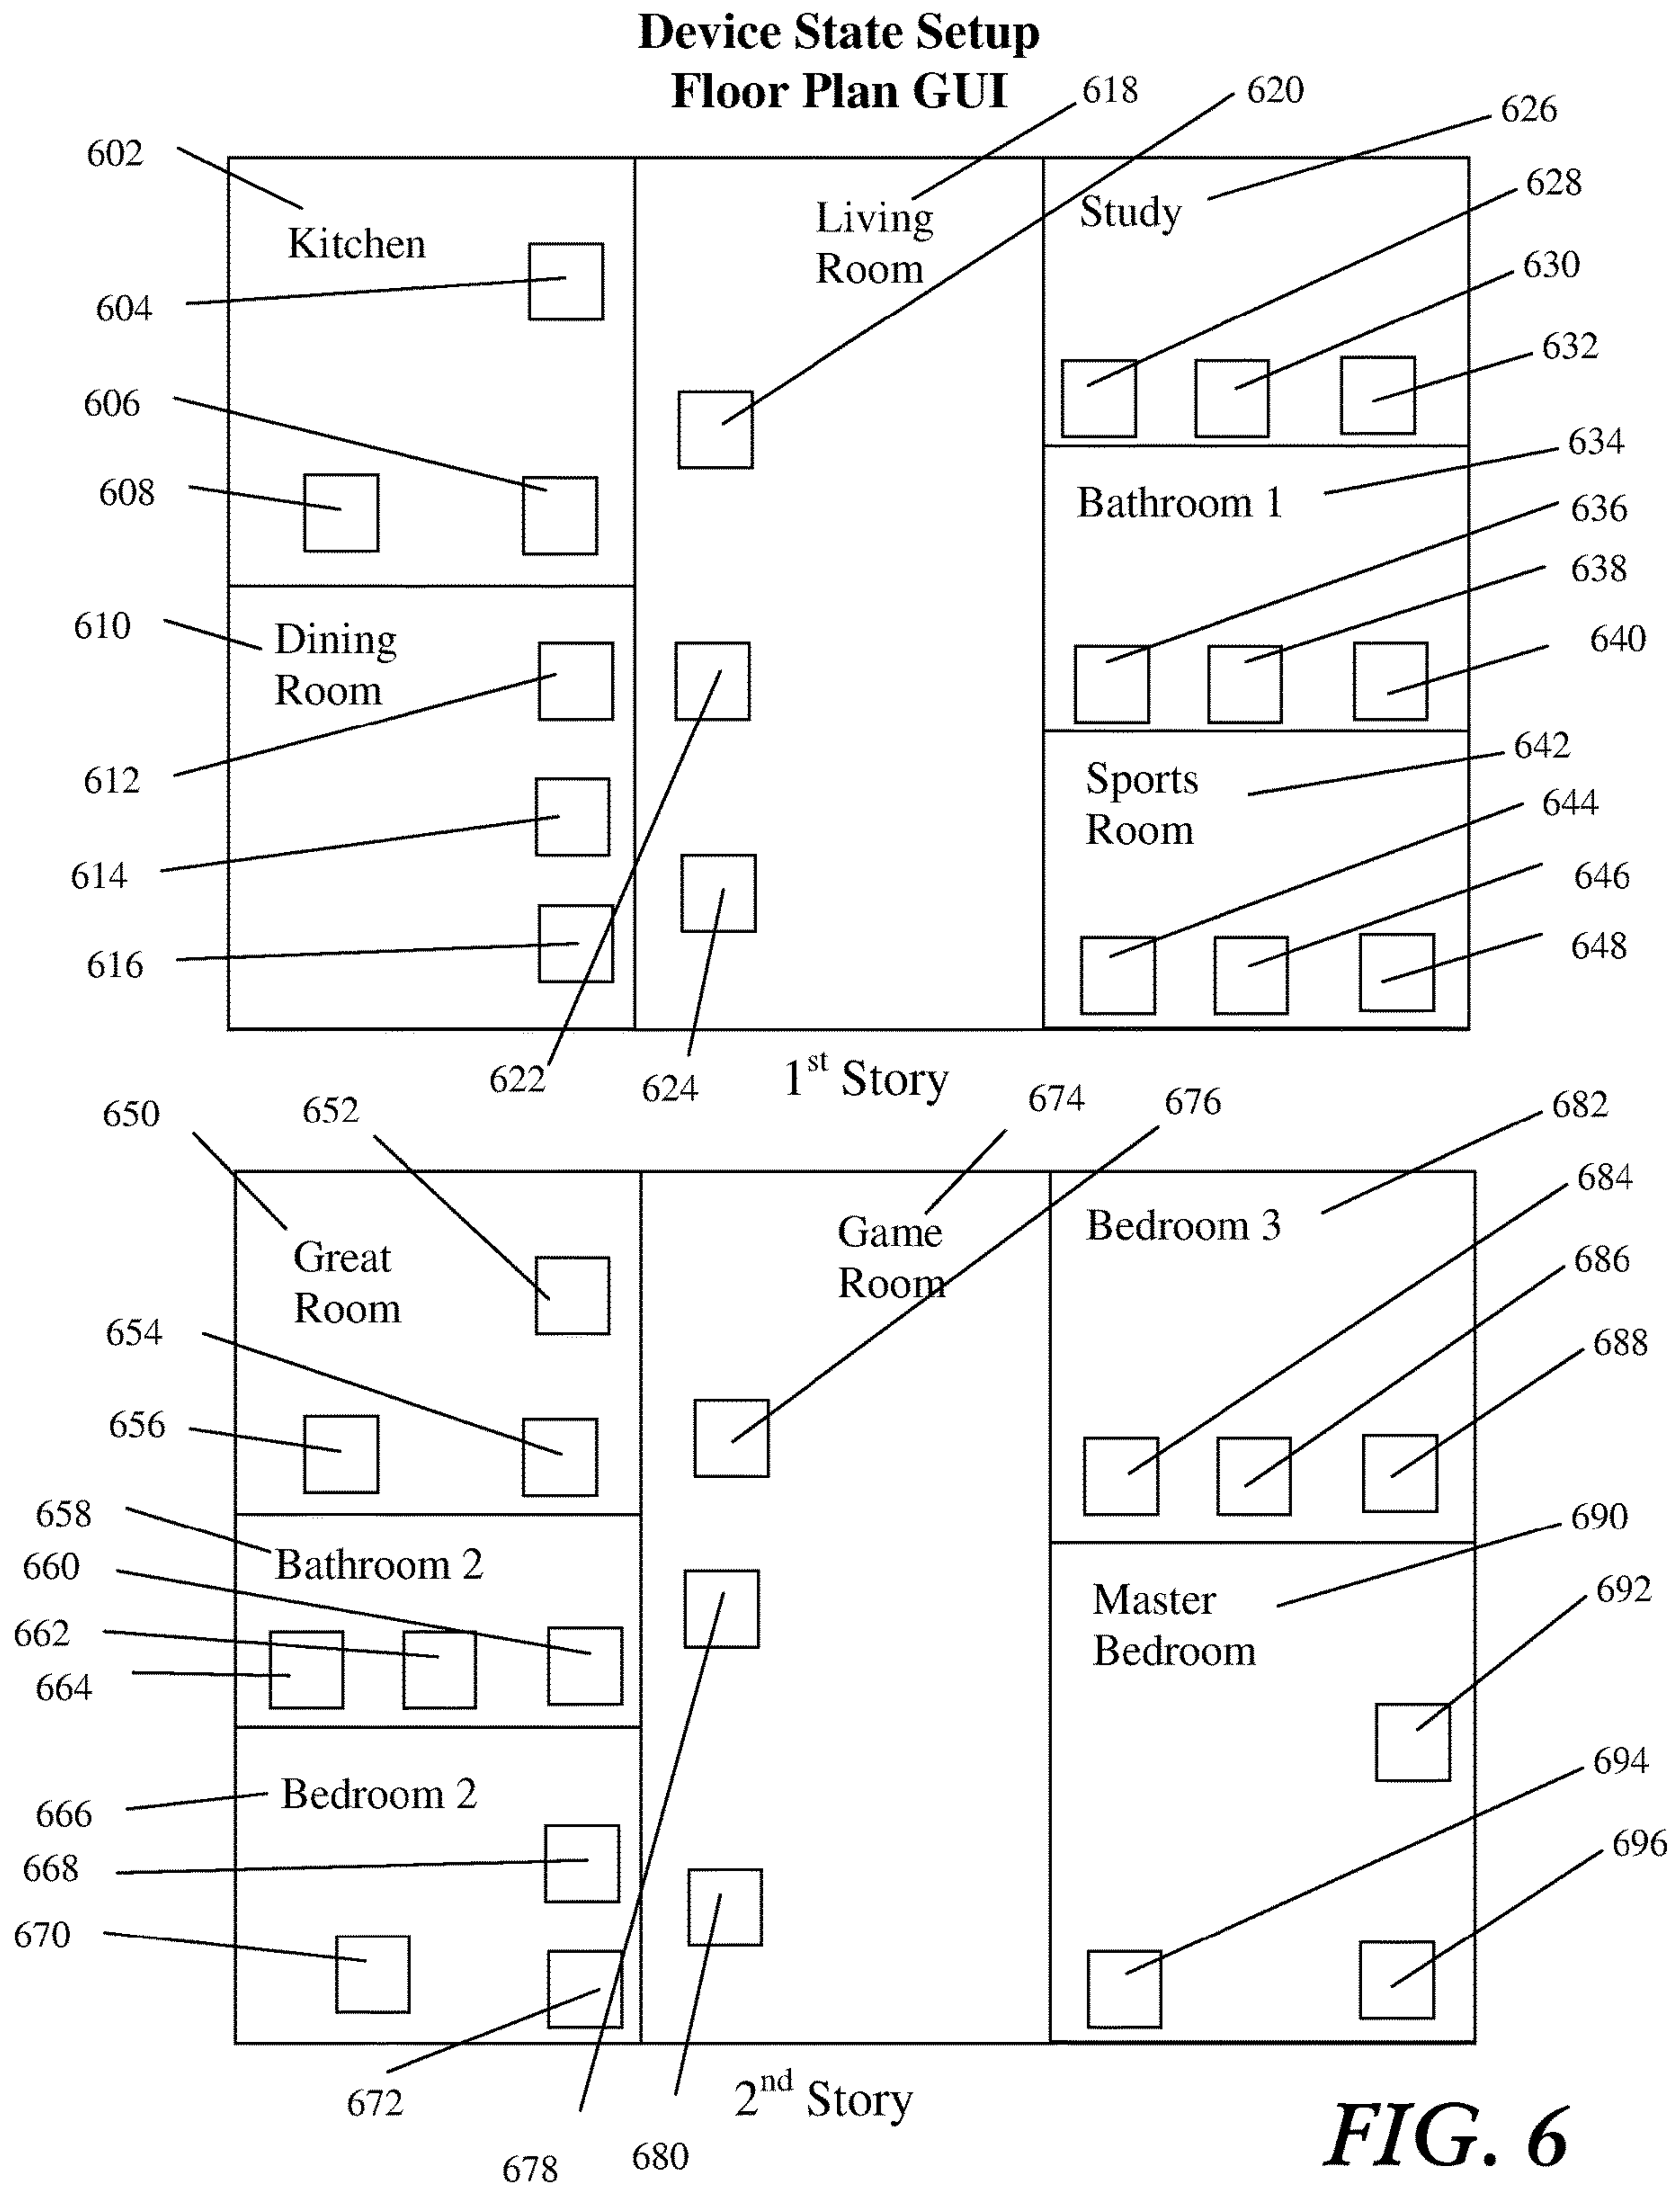 Device State Setup
Floor Plan GUI
618
620
626
602
628
Living
Room
Study
Kitchen
630
604
632
606
634
608
Bathroom 1
636
638
610
Dining
Room
640
612
642
Sports
Room
644
614
646
616
648
622
624
1st Story
650
652
674
676
682
684
Great
Room
Game
Room
Bedroom 3
686
654
688
656
658
690
660
Bathroom 2
692
Master
Bedroom
662
664
694
Bedroom 2
666
696
668
670
672
2nd Story
678
680
FIG. 6